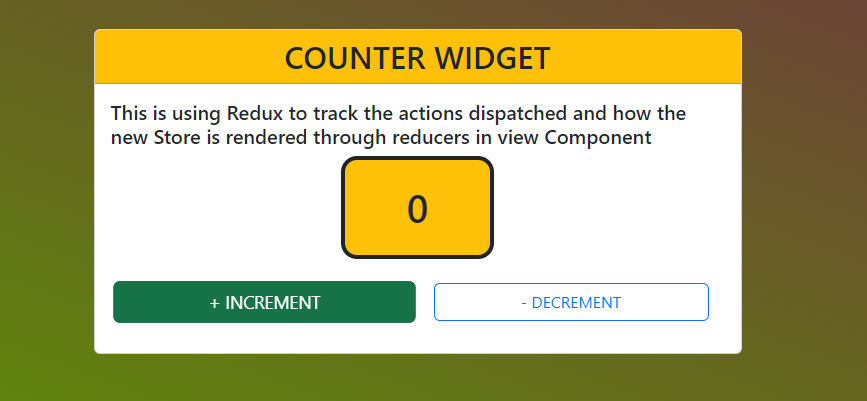 COUNTER WIDGET
This is using Redux to track the actions dispatched and how the
new Store is rendered through reducers in view Component
0
+ INCREMENT
- DECREMENT